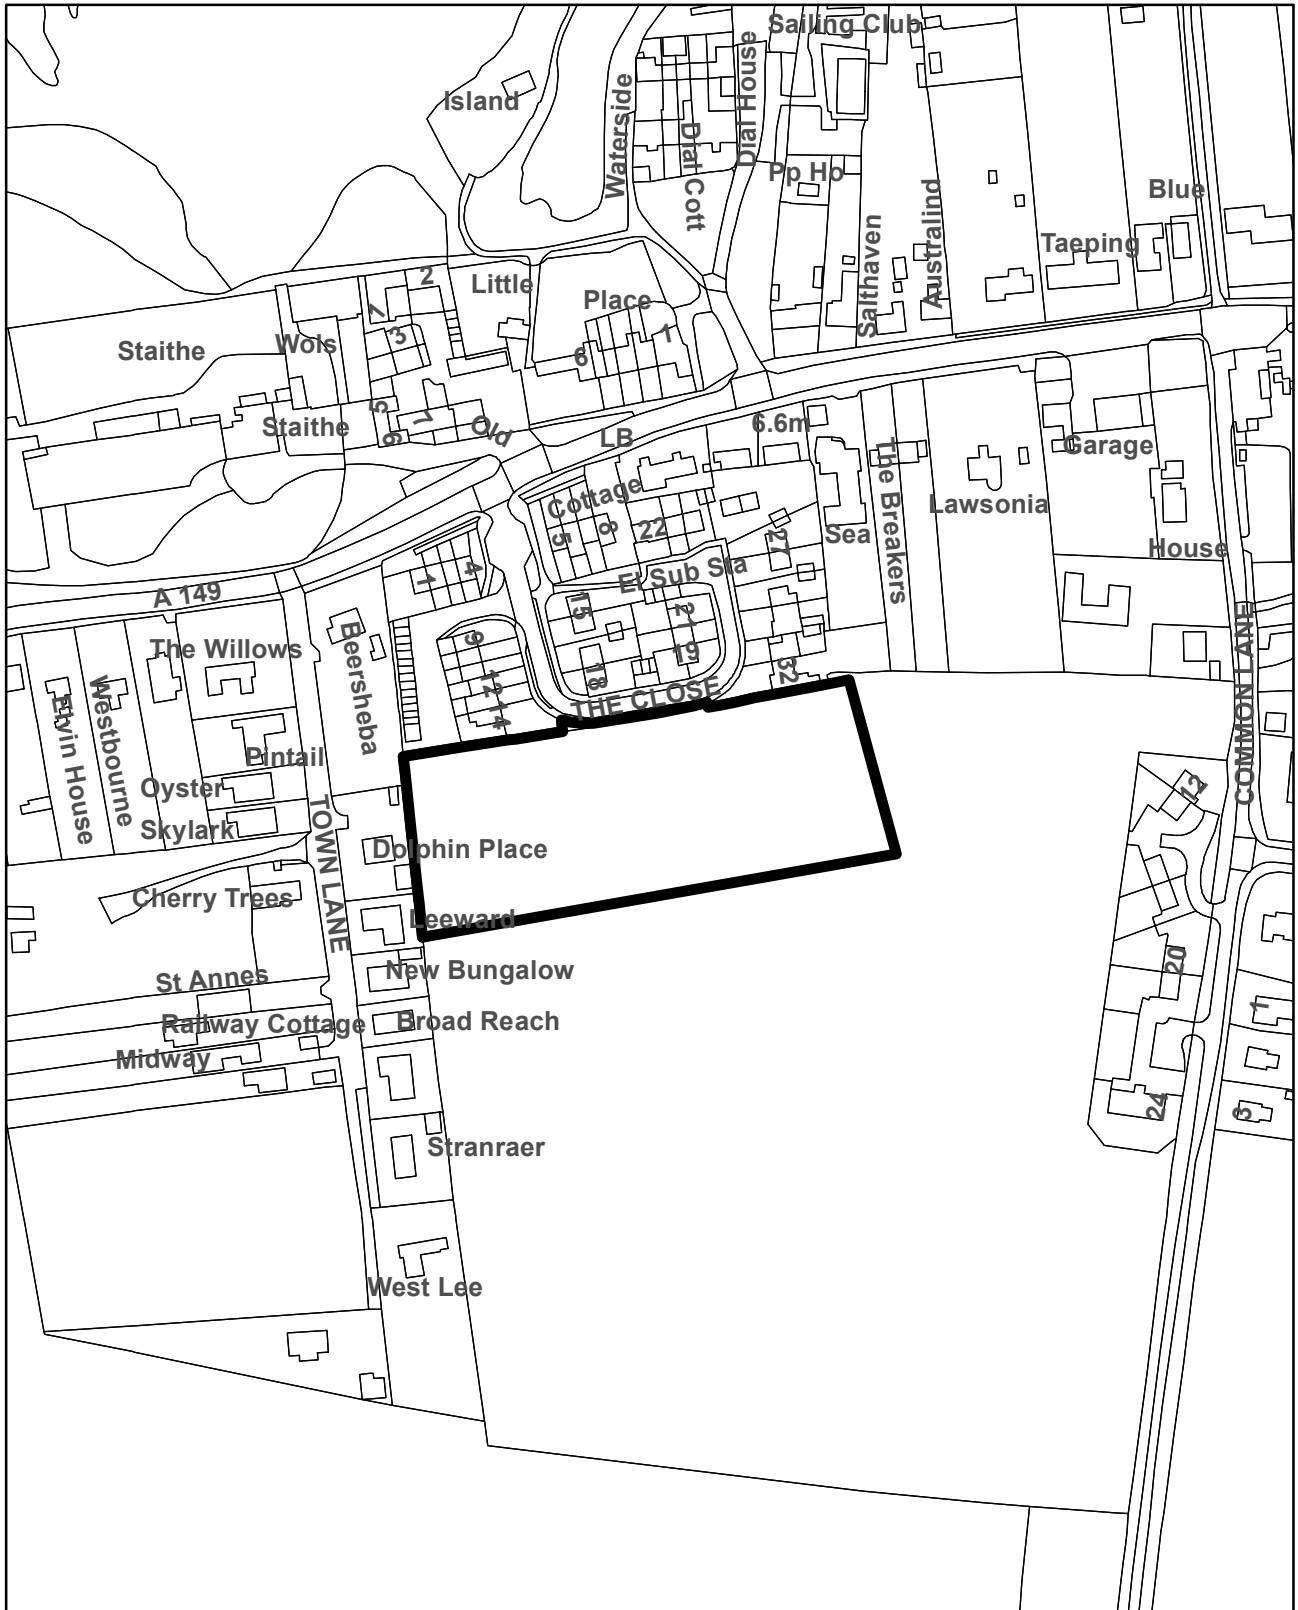 Sailing Club
Island
Waterside
Dial House
Dial Cott
Pp Ho
Blue
Salthaven
Australind
Taeping
2
Little
Place
1
3
1
Staithe
Wols
6
5
7
6
Old
LB
6.6m
Staithe
The Breakers
Garage
Cottage
5
8
22
27
Sea
Lawsonia
House
El Sub Sta
1
4
A 149
15
21
Beersheba
The Willows
9
19
COMMON LANE
12
14
18
32
THE CLOSE
Elvin House
Westbourne
Pintail
Oyster
Skylark
12
TOWN LANE
Dolphin Place
Cherry Trees
Leeward
St Annes
New Bungalow
20
Railway Cottage
Broad Reach
1
Midway
24
3
Stranraer
West Lee